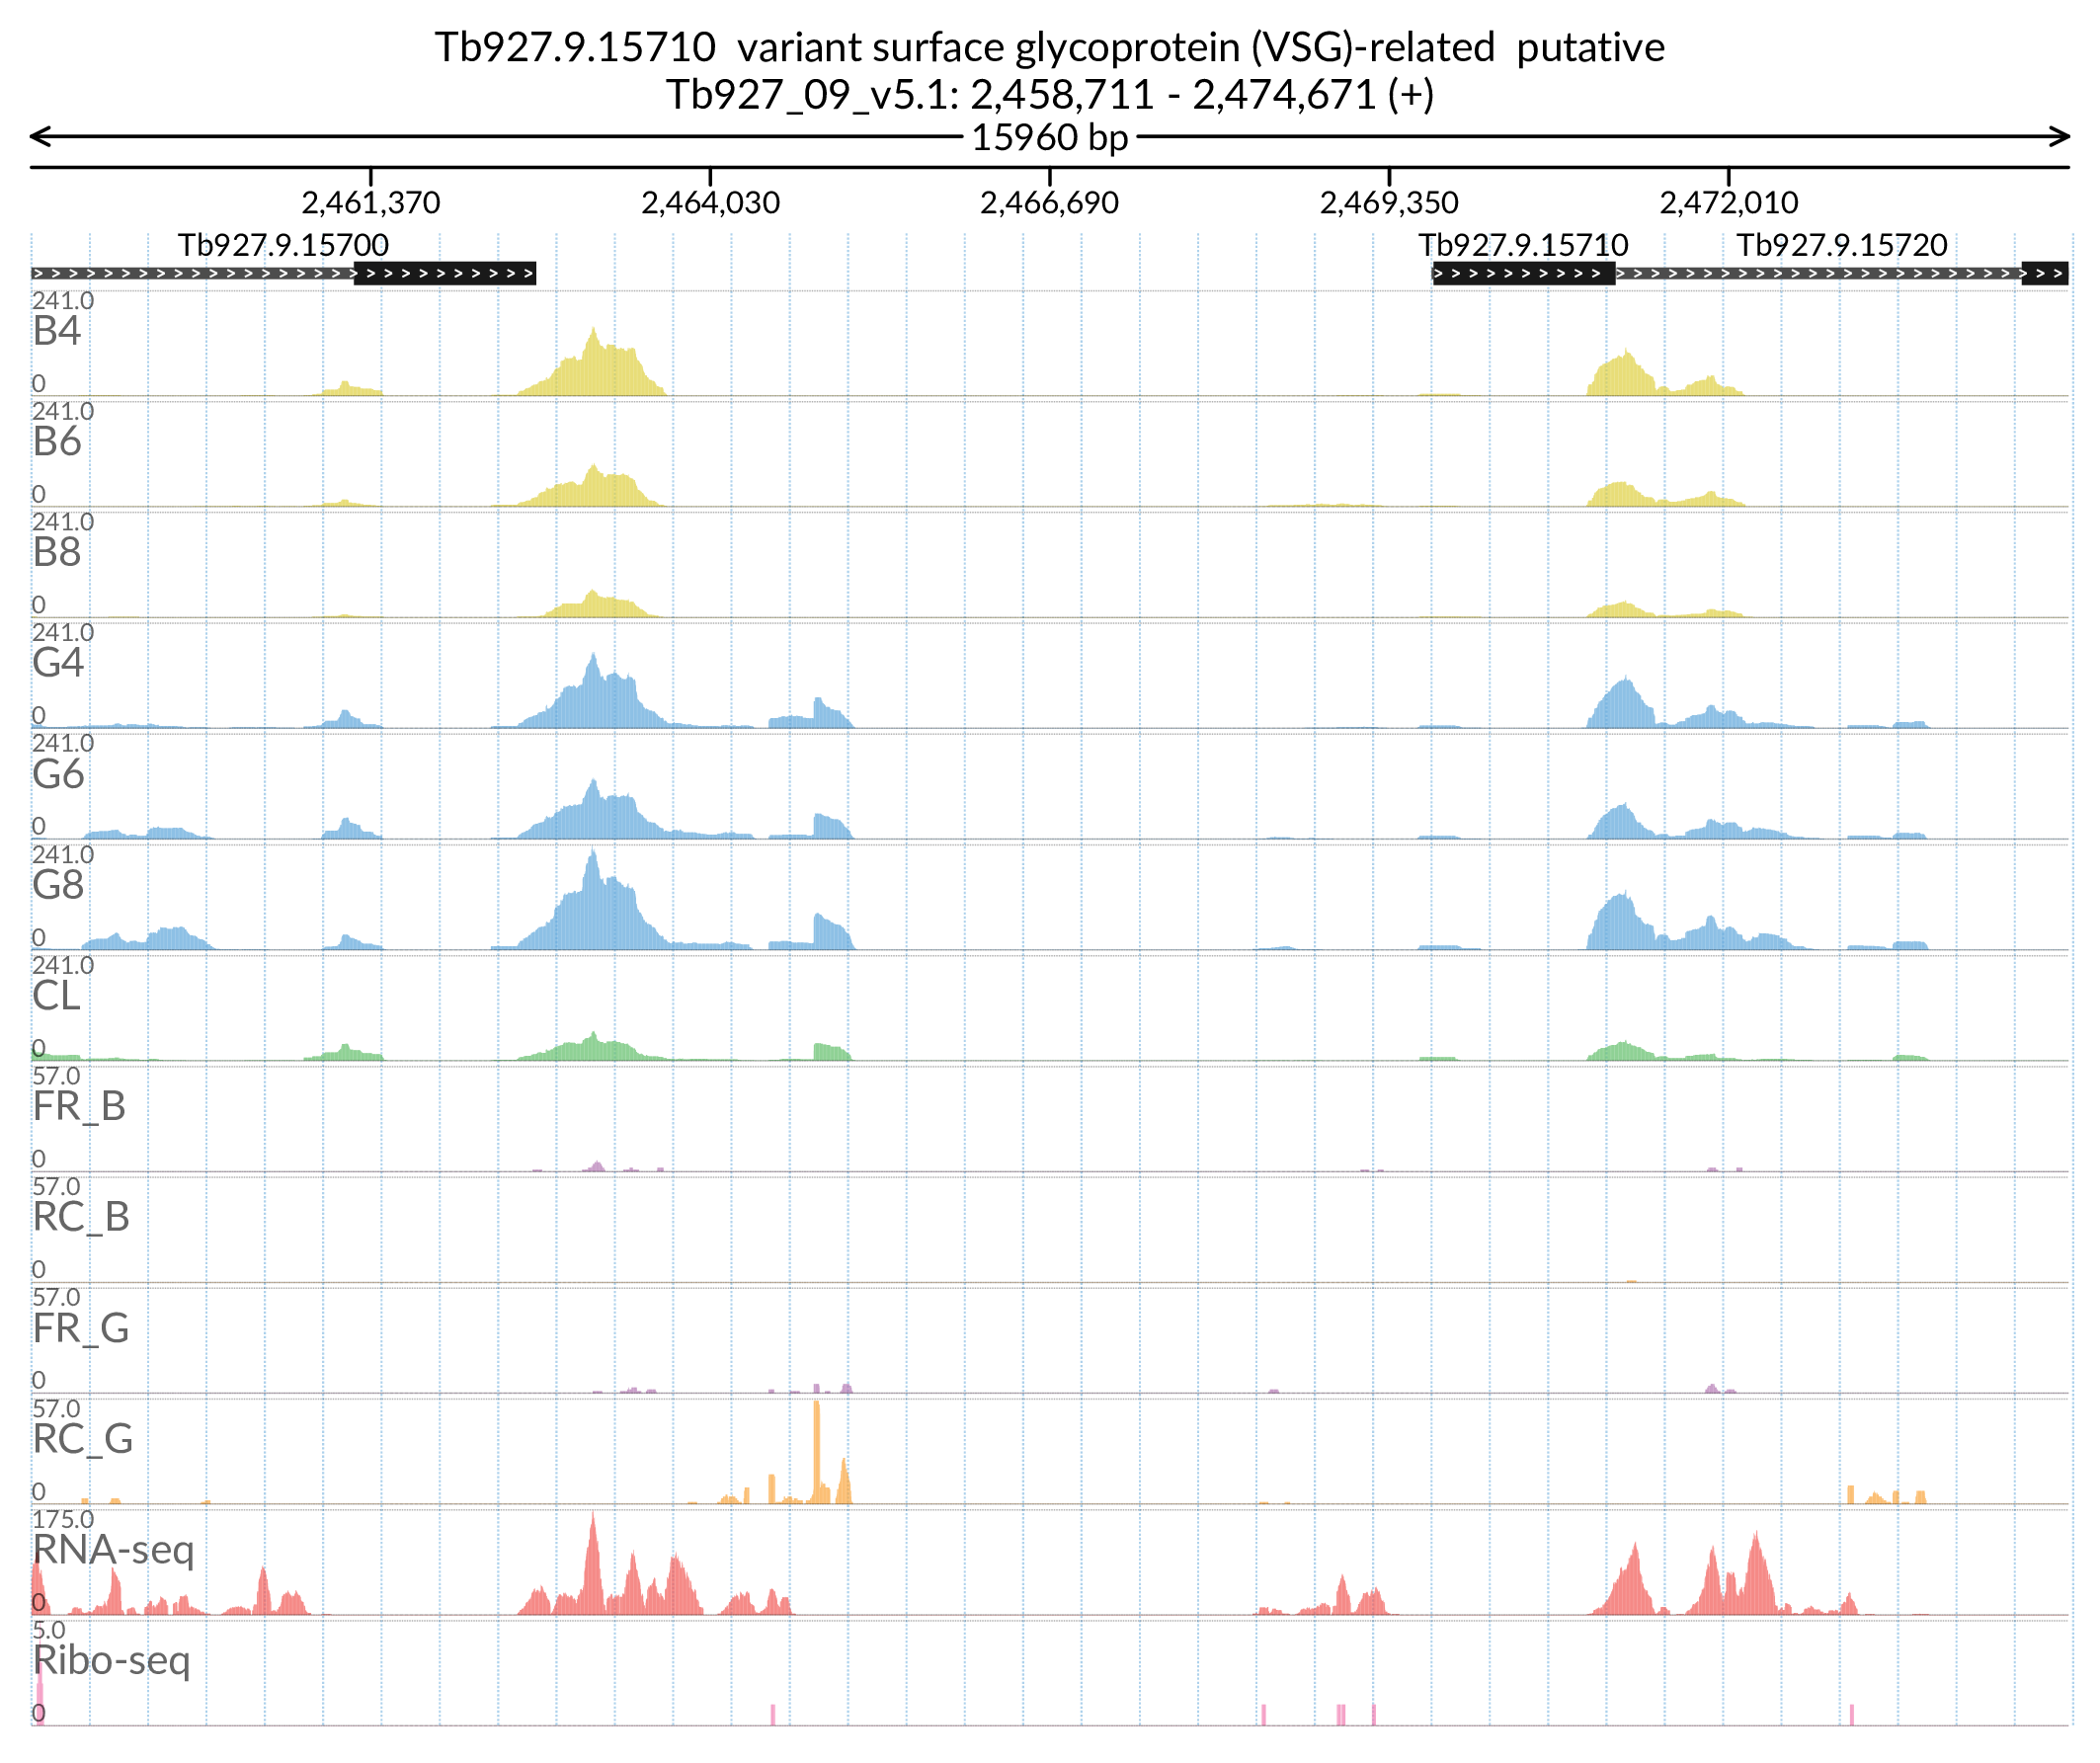 Tb927.9.15710  variant surface glycoprotein (VSG)-related  putative
Tb927_09_v5.1: 2,458,711 - 2,474,671 (+)
15960 bp
2,461,370 2,464,030 2,466,690 2,469,350 2,472,010
Tb927.9.15700 Tb927.9.15710 Tb927.9.15720
241.0
B4
0
241.0
B6
0
241.0
B8
0
241.0
G4
0
241.0
G6
0
241.0
G8
0
241.0
CL
0
57.0
FR_B
0
57.0
RC_B
0
57.0
FR_G
0
57.0
RC_G
0
175.0
RNA-seq
0
5.0
Ribo-seq
0